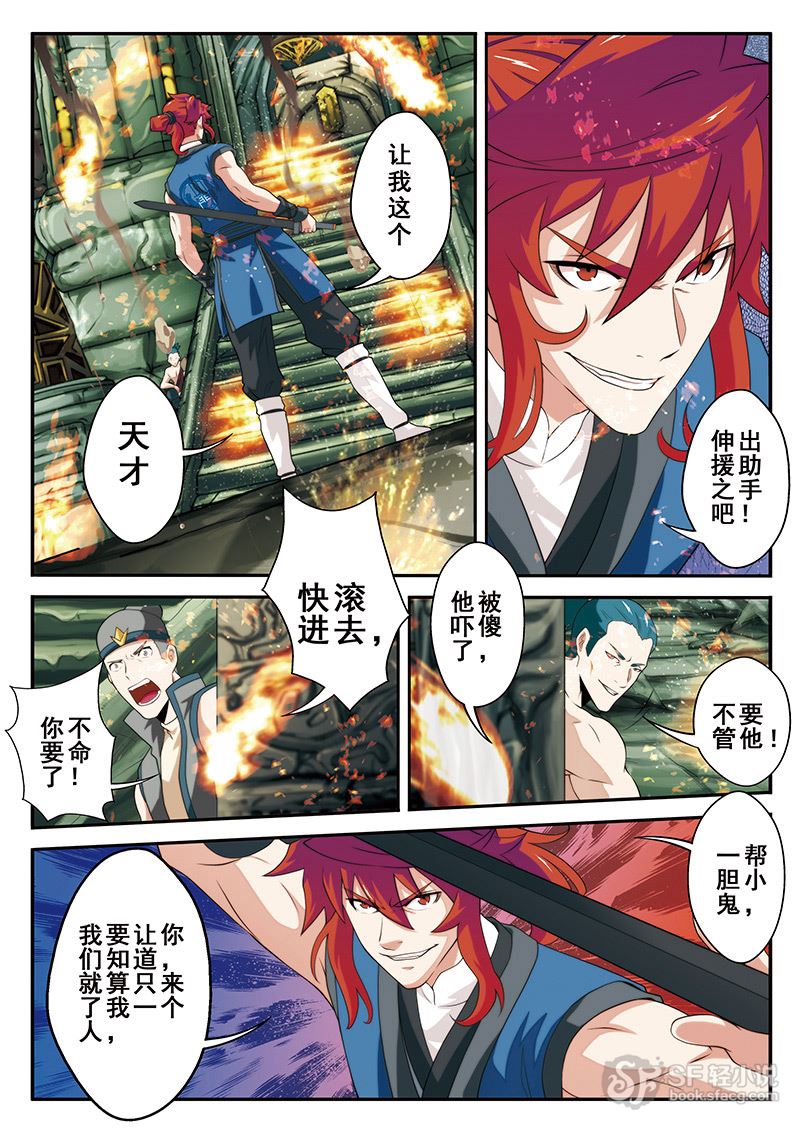 让
我
这
个
天
才
伸出
援助
之手
吧！
快滚
进去，
你不
要命
了！
他被
吓傻
了，
不要
管他！
一帮
胆小
鬼
我要让你
们知道，
就算只来
了我一个
人
SF轻小说
book.sfacg.com